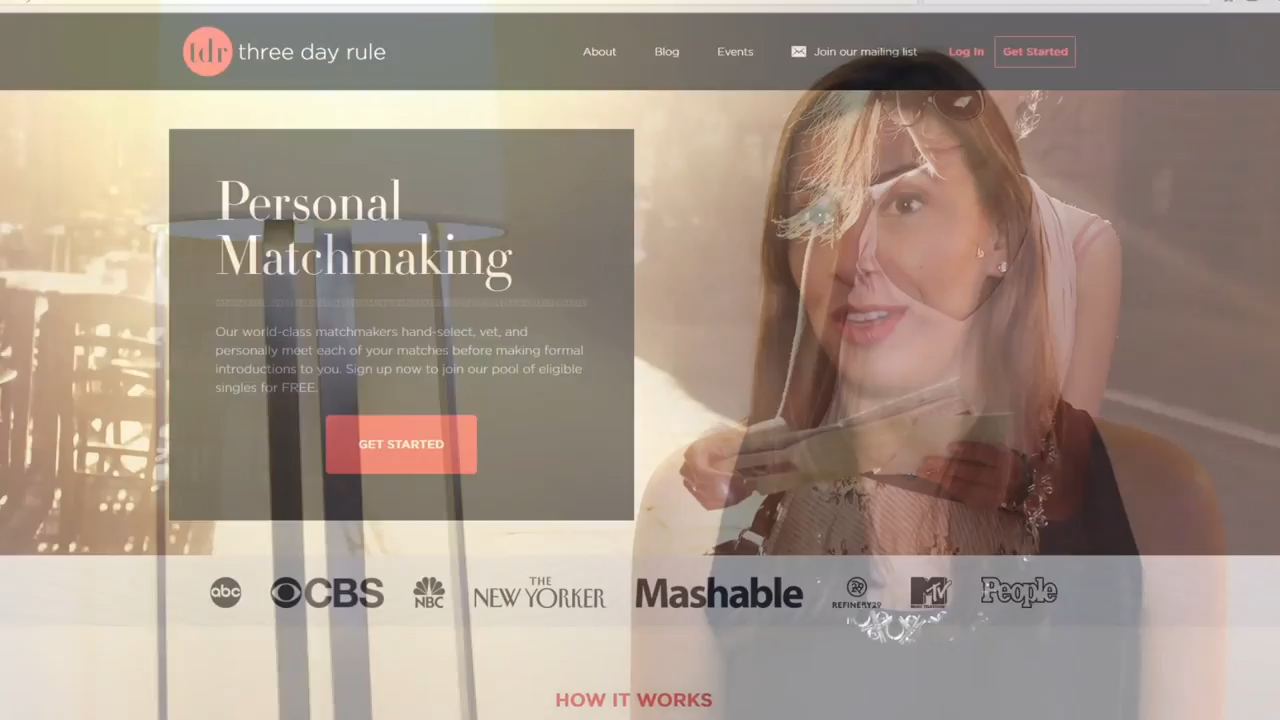 tdr three day rule
About Blog Events Join our mailing list Log In Get Started
Personal
Matchmaking
Our world-class matchmakers hand-select, vet, and
personally meet each of your matches before making formal
introductions to you. Sign up now to join our pool of eligible
singles for FREE.
GET STARTED
abc CBS NBC THE NEW YORKER Mashable 29 REFINERY29 MTV People
HOW IT WORKS